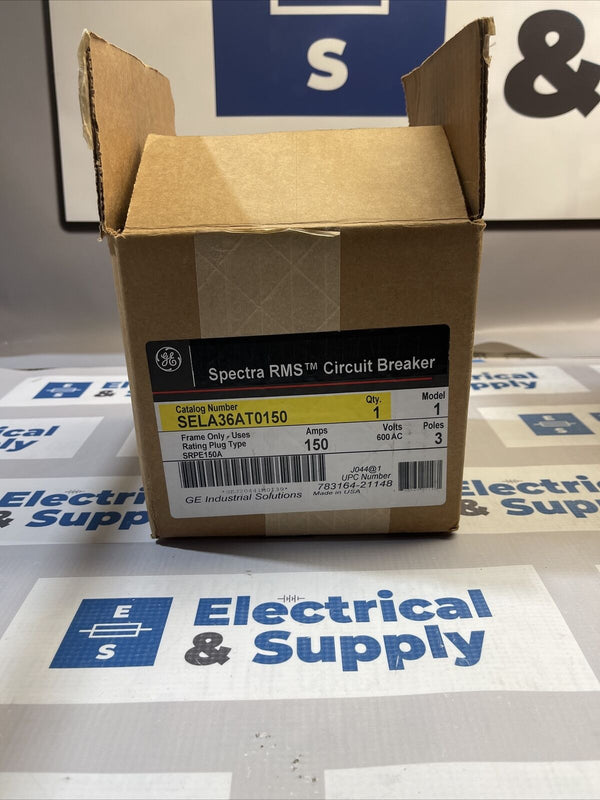 S
&
GE
Spectra RMS™ Circuit Breaker
Catalog Number
SELA36AT0150
Qty.
1
Model
1
Frame Only, Uses
Rating Plug Type
SRPE150A
Amps
150
Volts
600 AC
Poles
3
J044@1
UPC Number
783164-21148
Made in USA
GE Industrial Solutions
E
S
Electrical
& Supply
Electrical
& Supply
Electrical
& Supply
E
S
Electrical
& Supply